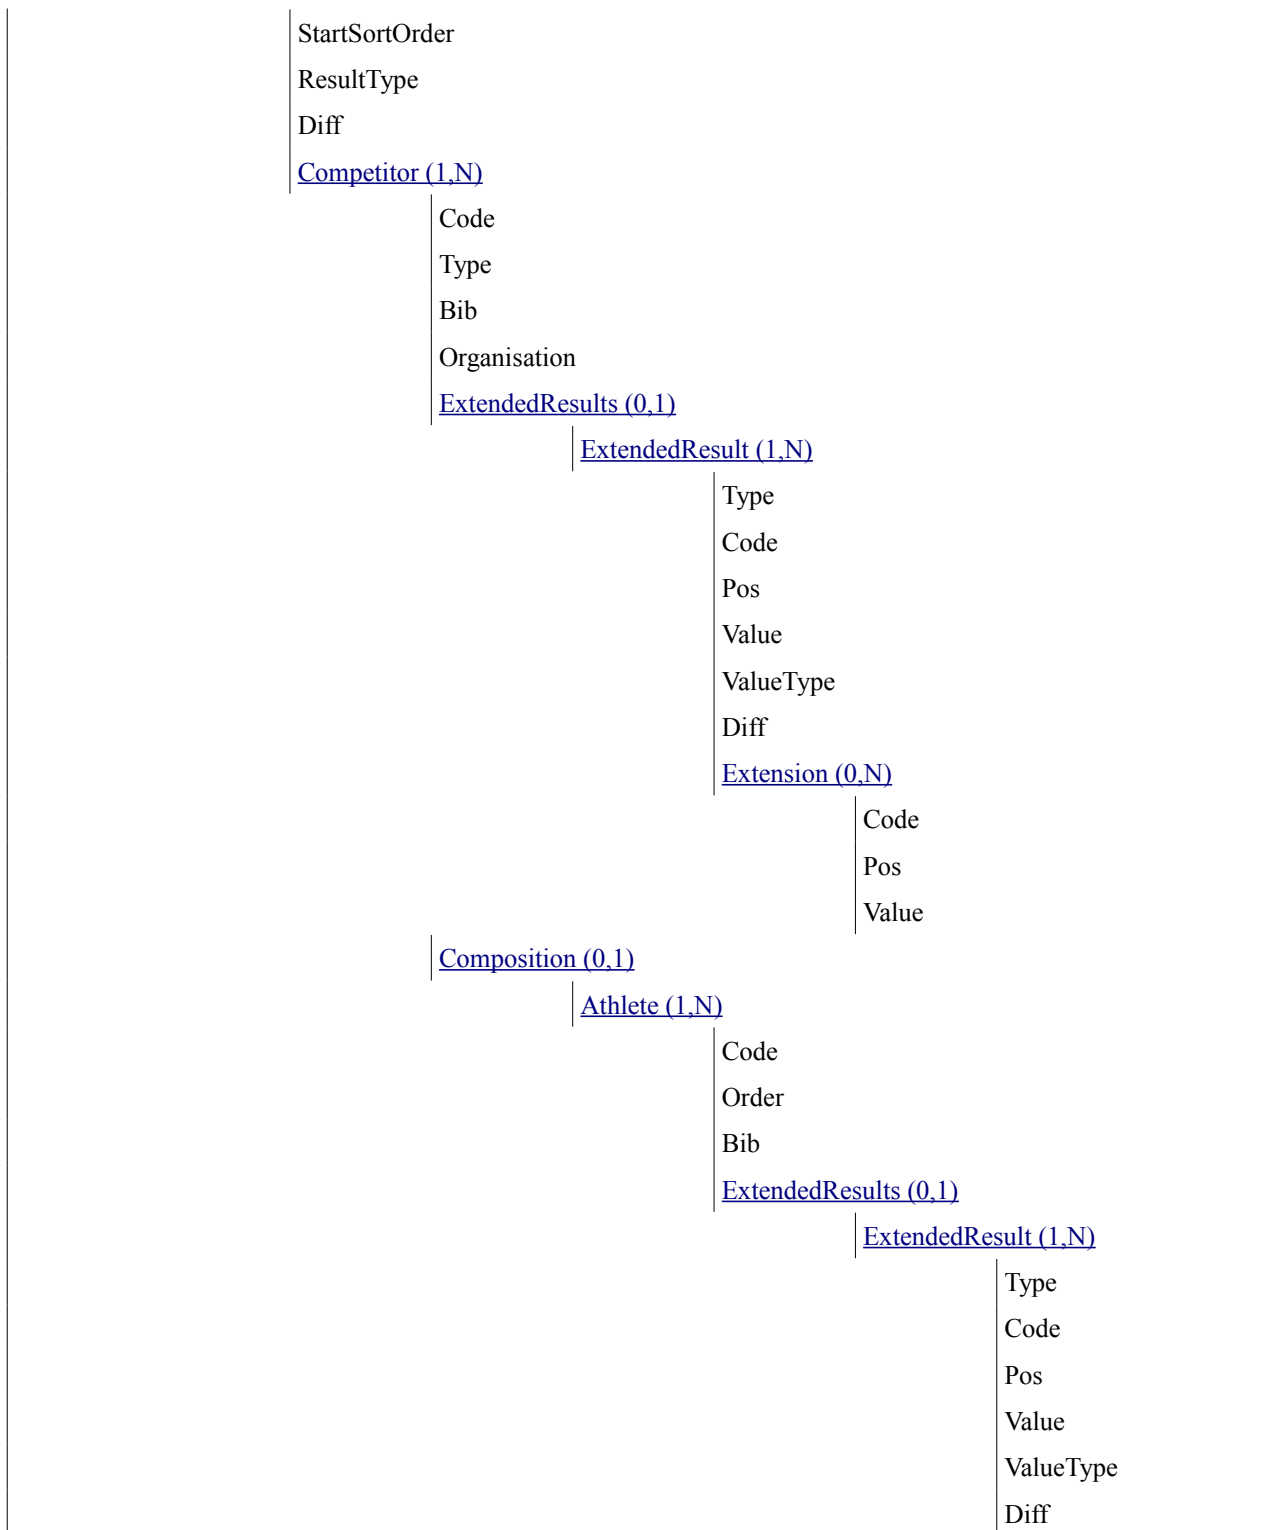 StartSortOrder
ResultType
Diff
Competitor (1,N)
Code
Type
Bib
Organisation
ExtendedResults (0,1)
ExtendedResult (1,N)
Type
Code
Pos
Value
ValueType
Diff
Extension (0,N)
Code
Pos
Value
Composition (0,1)
Athlete (1,N)
Code
Order
Bib
ExtendedResults (0,1)
ExtendedResult (1,N)
Type
Code
Pos
Value
ValueType
Diff